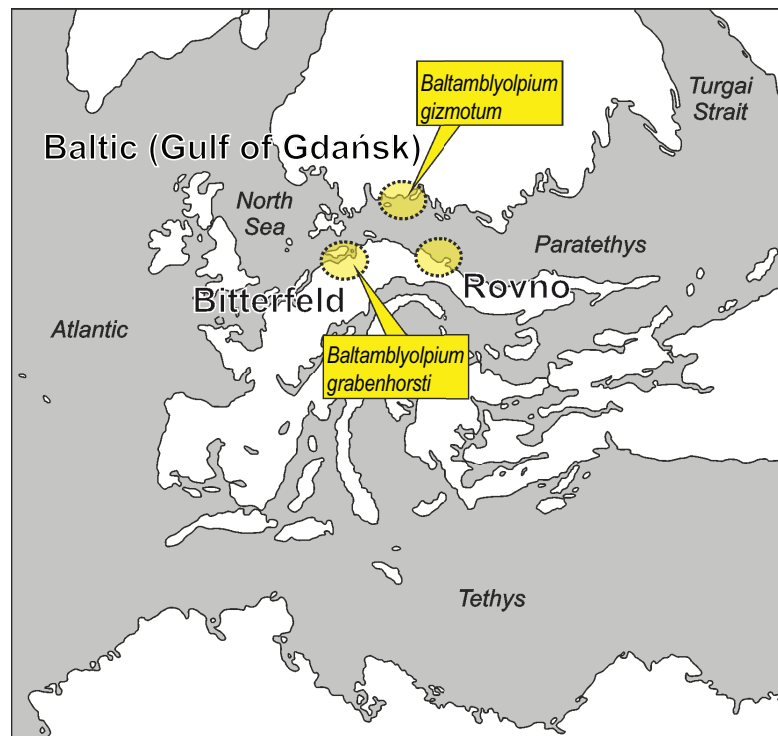 Baltamblyolpium
gizmotum
Turgai
Strait
Baltic (Gulf of Gdańsk)
North
Sea
Paratethys
Bitterfeld
Rovno
Atlantic
Baltamblyolpium
grabenhorsti
Tethys